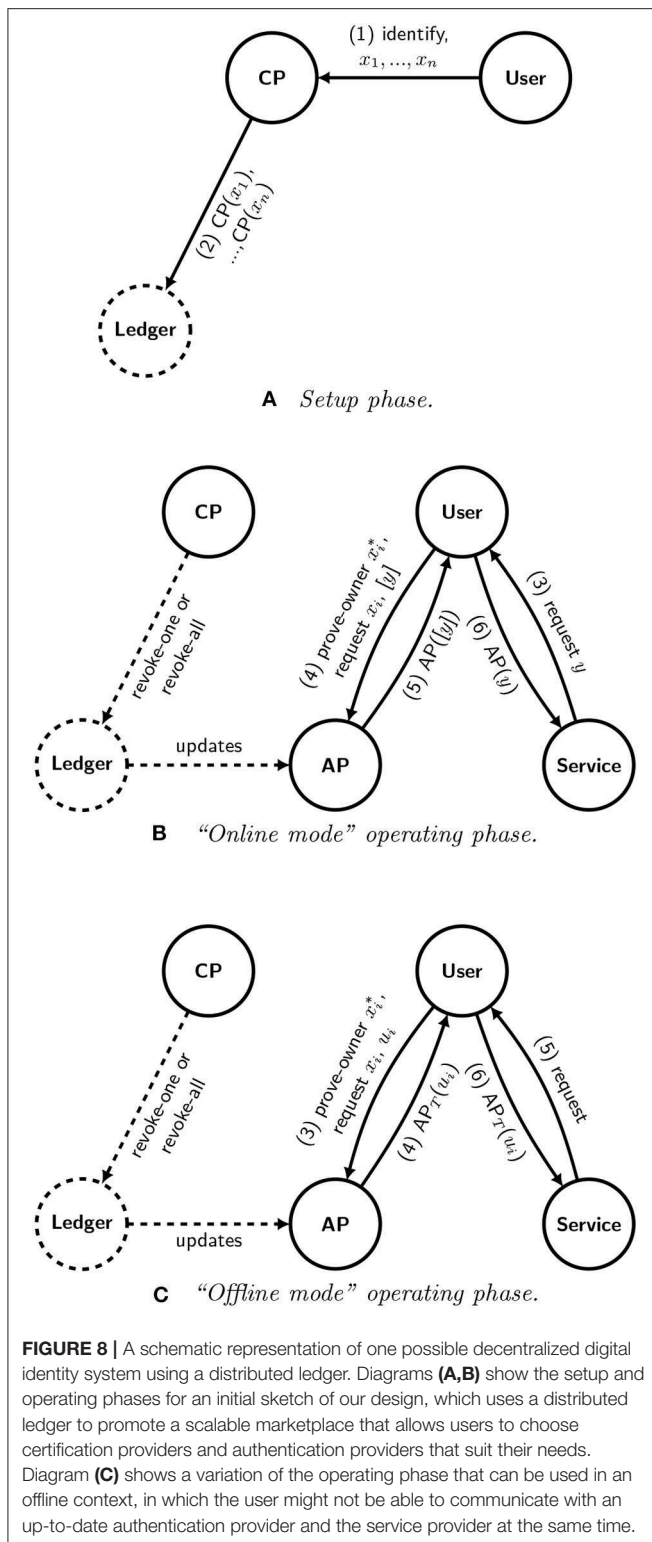 (1) identify,
x₁, ..., xₙ
CP
User
(2) CP(x₁),
..., CP(xₙ)
Ledger
A Setup phase.
CP
User
revoke-one or
revoke-all
(4) prove-owner xᵢ*,
request xᵢ, [y]
(5) AP([y])
(6) AP(y)
(3) request y
Ledger
updates
AP
Service
B “Online mode” operating phase.
CP
User
revoke-one or
revoke-all
(3) prove-owner xᵢ*,
request xᵢ, uᵢ
(4) AP_T(uᵢ)
(6) AP_T(uᵢ)
(5) request
Ledger
updates
AP
Service
C “Offline mode” operating phase.
FIGURE 8 | A schematic representation of one possible decentralized digital
identity system using a distributed ledger. Diagrams (A,B) show the setup and
operating phases for an initial sketch of our design, which uses a distributed
ledger to promote a scalable marketplace that allows users to choose
certification providers and authentication providers that suit their needs.
Diagram (C) shows a variation of the operating phase that can be used in an
offline context, in which the user might not be able to communicate with an
up-to-date authentication provider and the service provider at the same time.